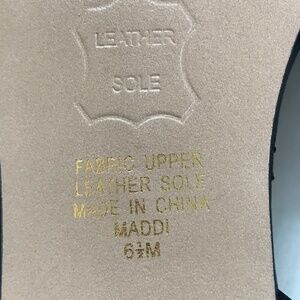 LEATHER
SOLE
FABRIC UPPER
LEATHER SOLE
MADE IN CHINA
MADDI
6½M